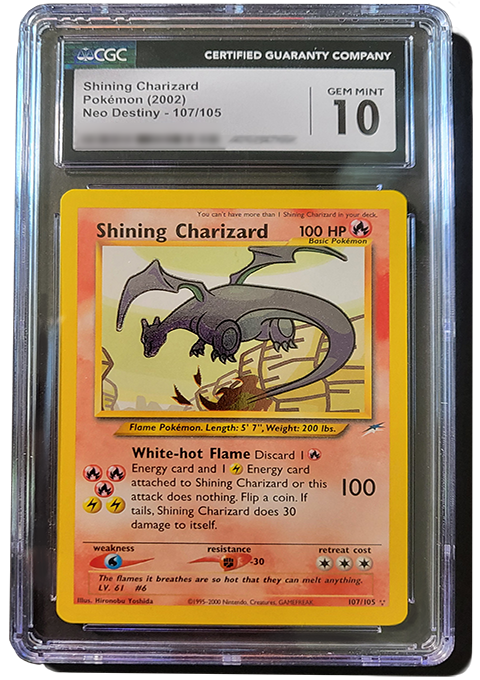 CGC
CERTIFIED GUARANTY COMPANY
Shining Charizard
Pokémon (2002)
Neo Destiny - 107/105
GEM MINT
10
You can't have more than 1 Shining Charizard in your deck.
Shining Charizard 100 HP
Basic Pokémon
Flame Pokémon. Length: 5' 7", Weight: 200 lbs.
White-hot Flame Discard 1
Energy card and 1 Energy card
attached to Shining Charizard or this
attack does nothing. Flip a coin. If
tails, Shining Charizard does 30
damage to itself.
100
weakness
resistance
-30
retreat cost
The flames it breathes are so hot that they can melt anything.
LV. 61 #6
Illus. Hironobu Yoshida
©1995-2000 Nintendo, Creatures, GAMEFREAK.
107/105